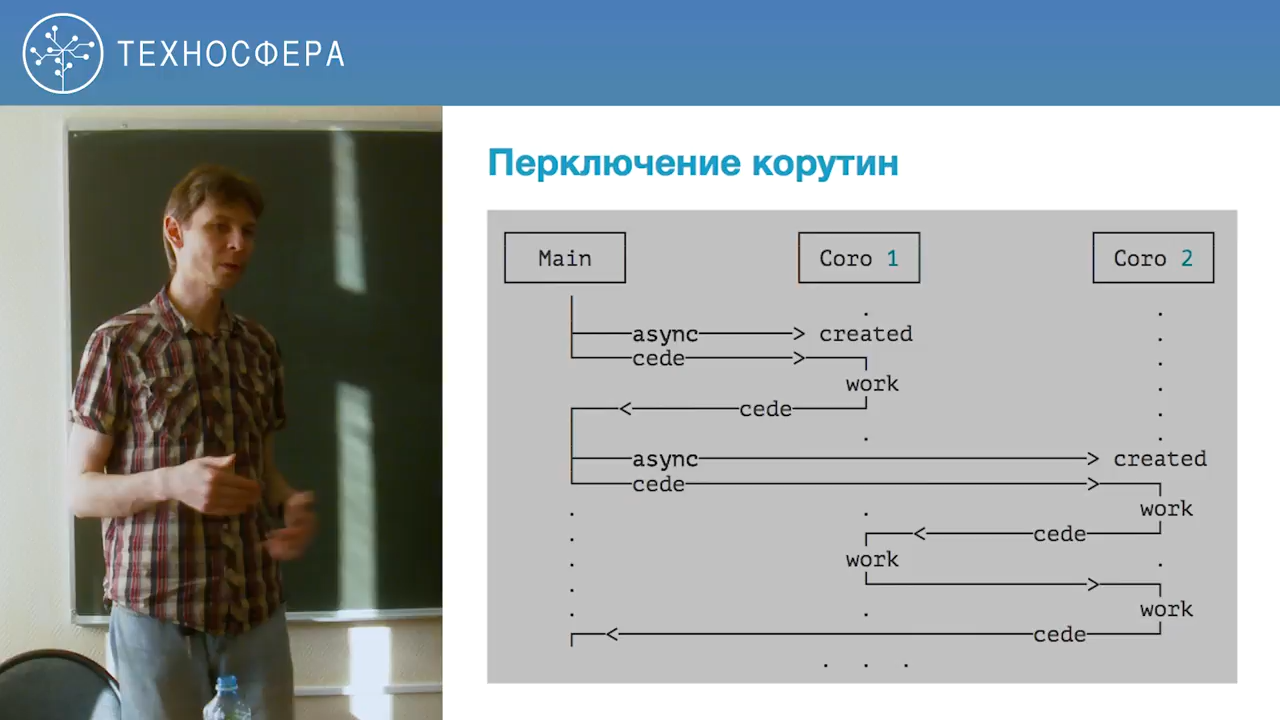 ТЕХНОСФЕРА
Перключение корутин
Main Coro 1 Coro 2
async > created
cede >
work
< cede
async > created
cede >
work
< cede
work
>
work
< cede
. . .